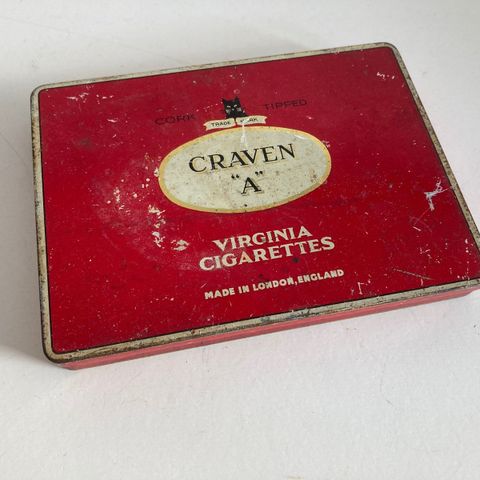 CORK TIPPED
TRADE MARK
CRAVEN
"A"
VIRGINIA
CIGARETTES
MADE IN LONDON, ENGLAND